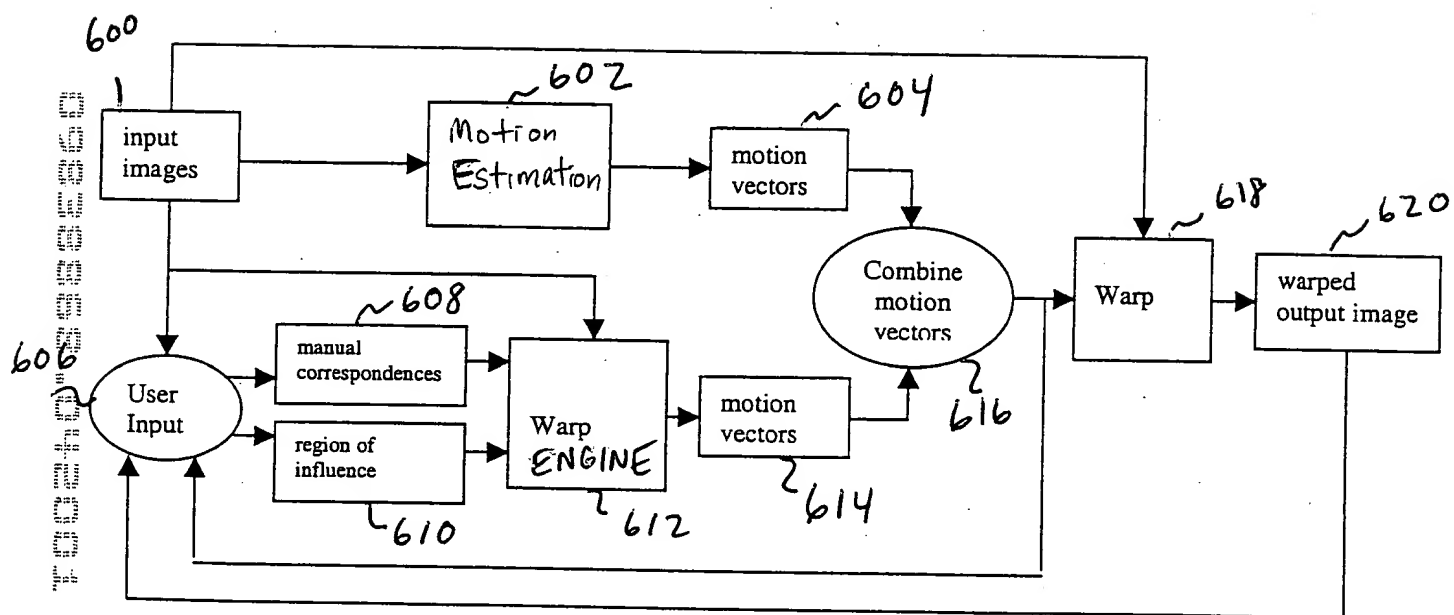 600
602
604
input
images
Motion
Estimation
motion
vectors
618
620
Combine
motion
vectors
Warp
warped
output image
608
606
manual
correspondences
User
Input
region of
influence
Warp
ENGINE
motion
vectors
616
610
612
614